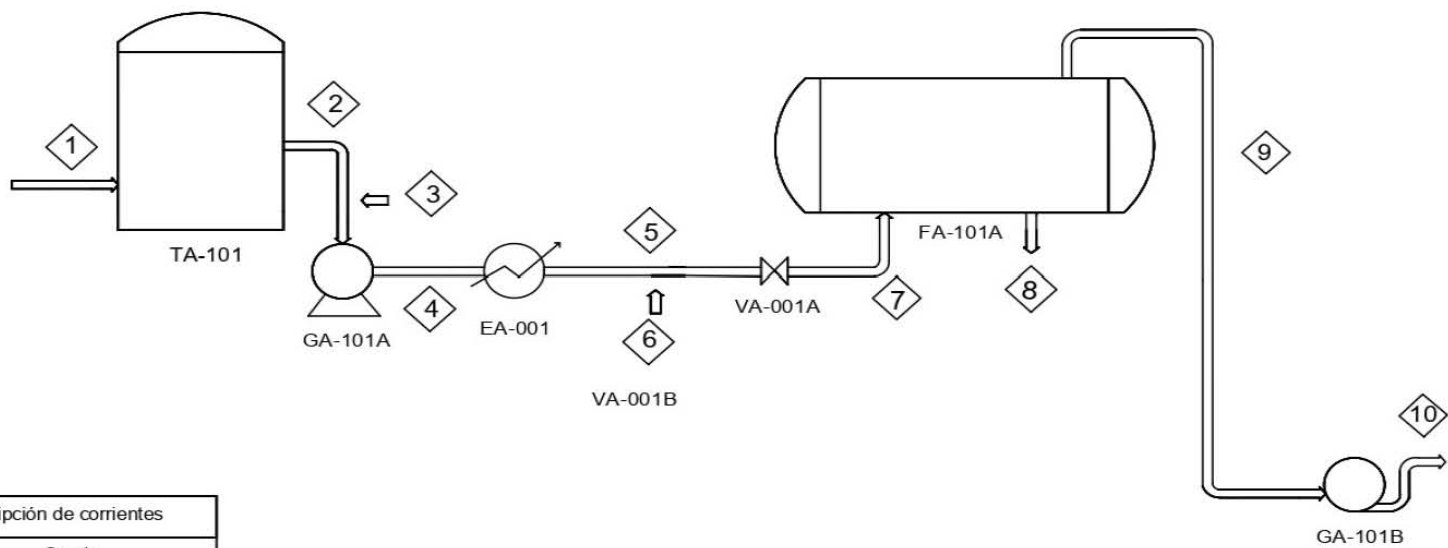 1
2
3
TA-101
4
GA-101A
EA-001
5
6
VA-001B
VA-001A
7
FA-101A
8
9
10
GA-101B
ipción de corrientes